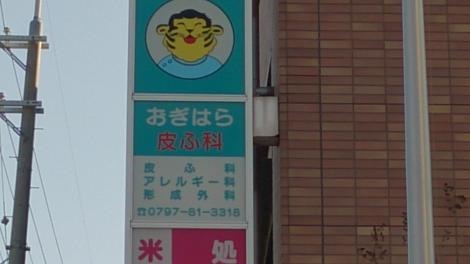 おぎはら
皮ふ科
皮ふ科
アレルギー科
形成外科
☎0797-81-3318
米 処